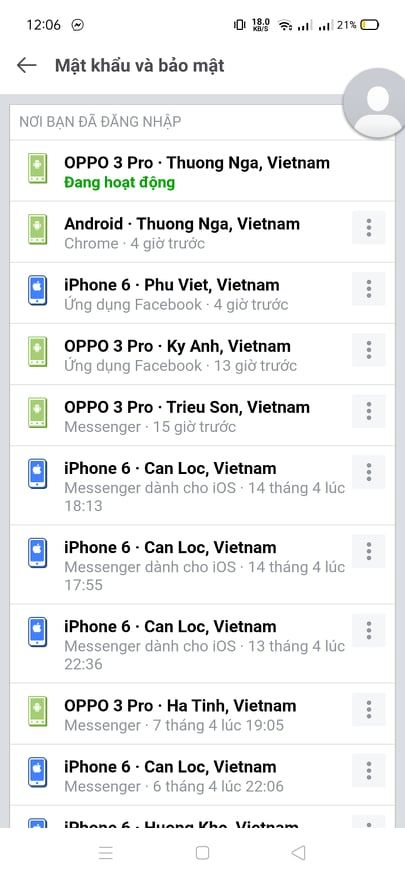 12:06 18.0 KB/S 21%
Mật khẩu và bảo mật
NƠI BẠN ĐÃ ĐĂNG NHẬP
OPPO 3 Pro · Thuong Nga, Vietnam
Đang hoạt động
Android · Thuong Nga, Vietnam
Chrome · 4 giờ trước
iPhone 6 · Phu Viet, Vietnam
Ứng dụng Facebook · 4 giờ trước
OPPO 3 Pro · Ky Anh, Vietnam
Ứng dụng Facebook · 13 giờ trước
OPPO 3 Pro · Trieu Son, Vietnam
Messenger · 15 giờ trước
iPhone 6 · Can Loc, Vietnam
Messenger dành cho iOS · 14 tháng 4 lúc
18:13
iPhone 6 · Can Loc, Vietnam
Messenger dành cho iOS · 14 tháng 4 lúc
17:55
iPhone 6 · Can Loc, Vietnam
Messenger dành cho iOS · 13 tháng 4 lúc
22:36
OPPO 3 Pro · Ha Tinh, Vietnam
Messenger · 7 tháng 4 lúc 19:05
iPhone 6 · Can Loc, Vietnam
Messenger · 6 tháng 4 lúc 22:06
iPhone 6 · Huong Khe, Vietnam